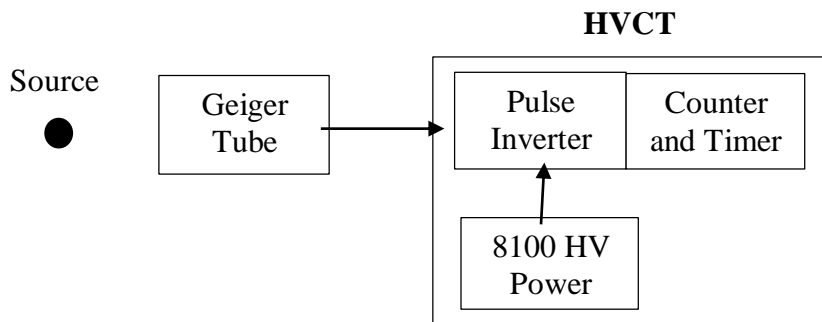 HVCT
Source
Geiger
Tube
Pulse
Inverter
Counter
and Timer
8100 HV
Power